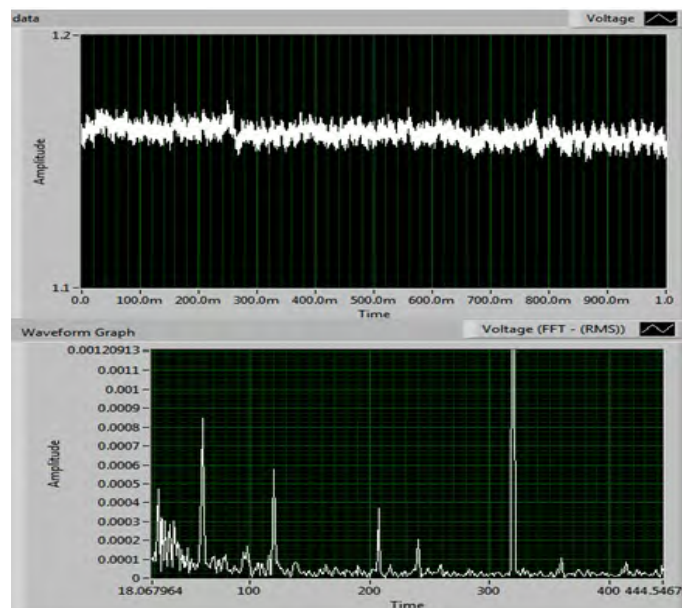 data
Voltage
1.2
Amplitude
1.1
0.0 100.0m 200.0m 300.0m 400.0m 500.0m 600.0m 700.0m 800.0m 900.0m 1.0
Time
Waveform Graph
Voltage (FFT - (RMS))
0.00120913
0.0011
0.001
0.0009
0.0008
0.0007
0.0006
0.0005
0.0004
0.0003
0.0002
0.0001
0
Amplitude
18.067964 100 200 300 400 444.5467
Time